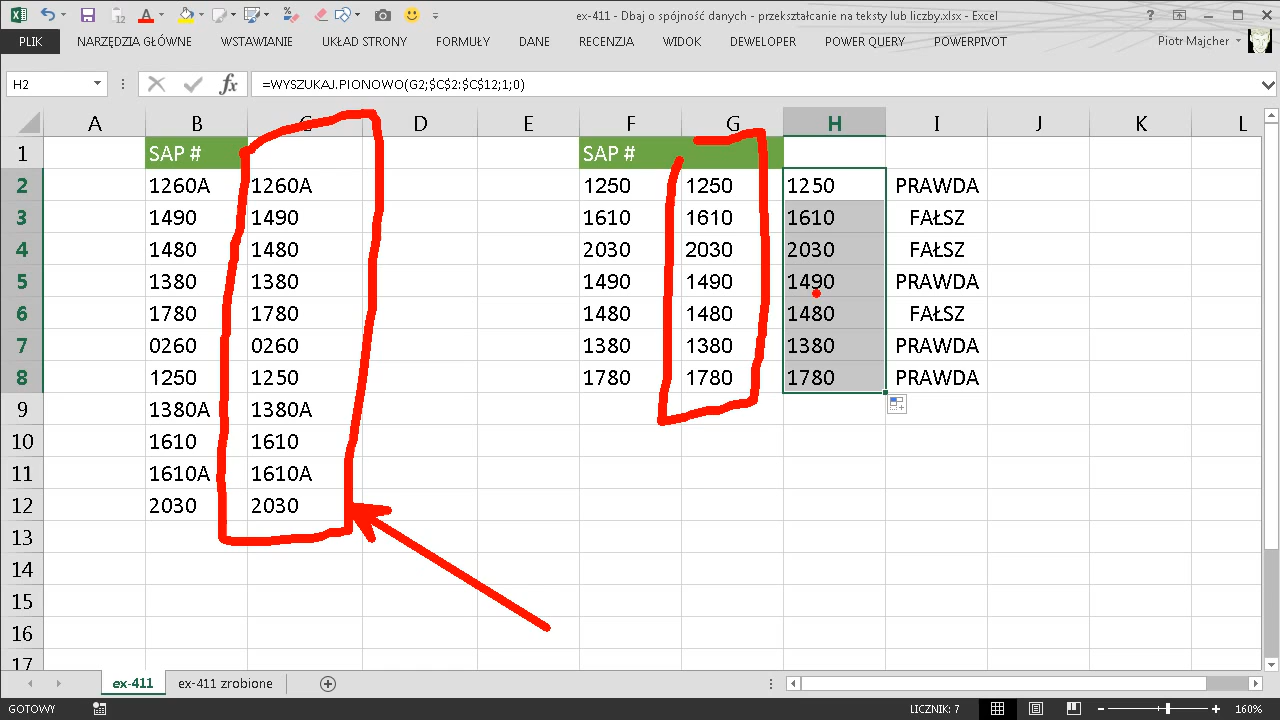 ex-411 - Dbaj o spójność danych - przekształcanie na teksty lub liczby.xlsx - Excel
PLIK NARZĘDZIA GŁÓWNE WSTAWIANIE UKŁAD STRONY FORMUŁY DANE RECENZJA WIDOK DEWELOPER POWER QUERY POWERPIVOT Piotr Majcher
H2 fx =WYSZUKAJ.PIONOWO(G2;$C$2:$C$12;1;0)
A B C D E F G H I J K L
1 SAP # SAP #
2 1260A 1260A 1250 1250 1250 PRAWDA
3 1490 1490 1610 1610 1610 FAŁSZ
4 1480 1480 2030 2030 2030 FAŁSZ
5 1380 1380 1490 1490 1490 PRAWDA
6 1780 1780 1480 1480 1480 FAŁSZ
7 0260 0260 1380 1380 1380 PRAWDA
8 1250 1250 1780 1780 1780 PRAWDA
9 1380A 1380A
10 1610 1610
11 1610A 1610A
12 2030 2030
13
14
15
16
17
ex-411 ex-411 zrobione
GOTOWY LICZNIK: 7 160%